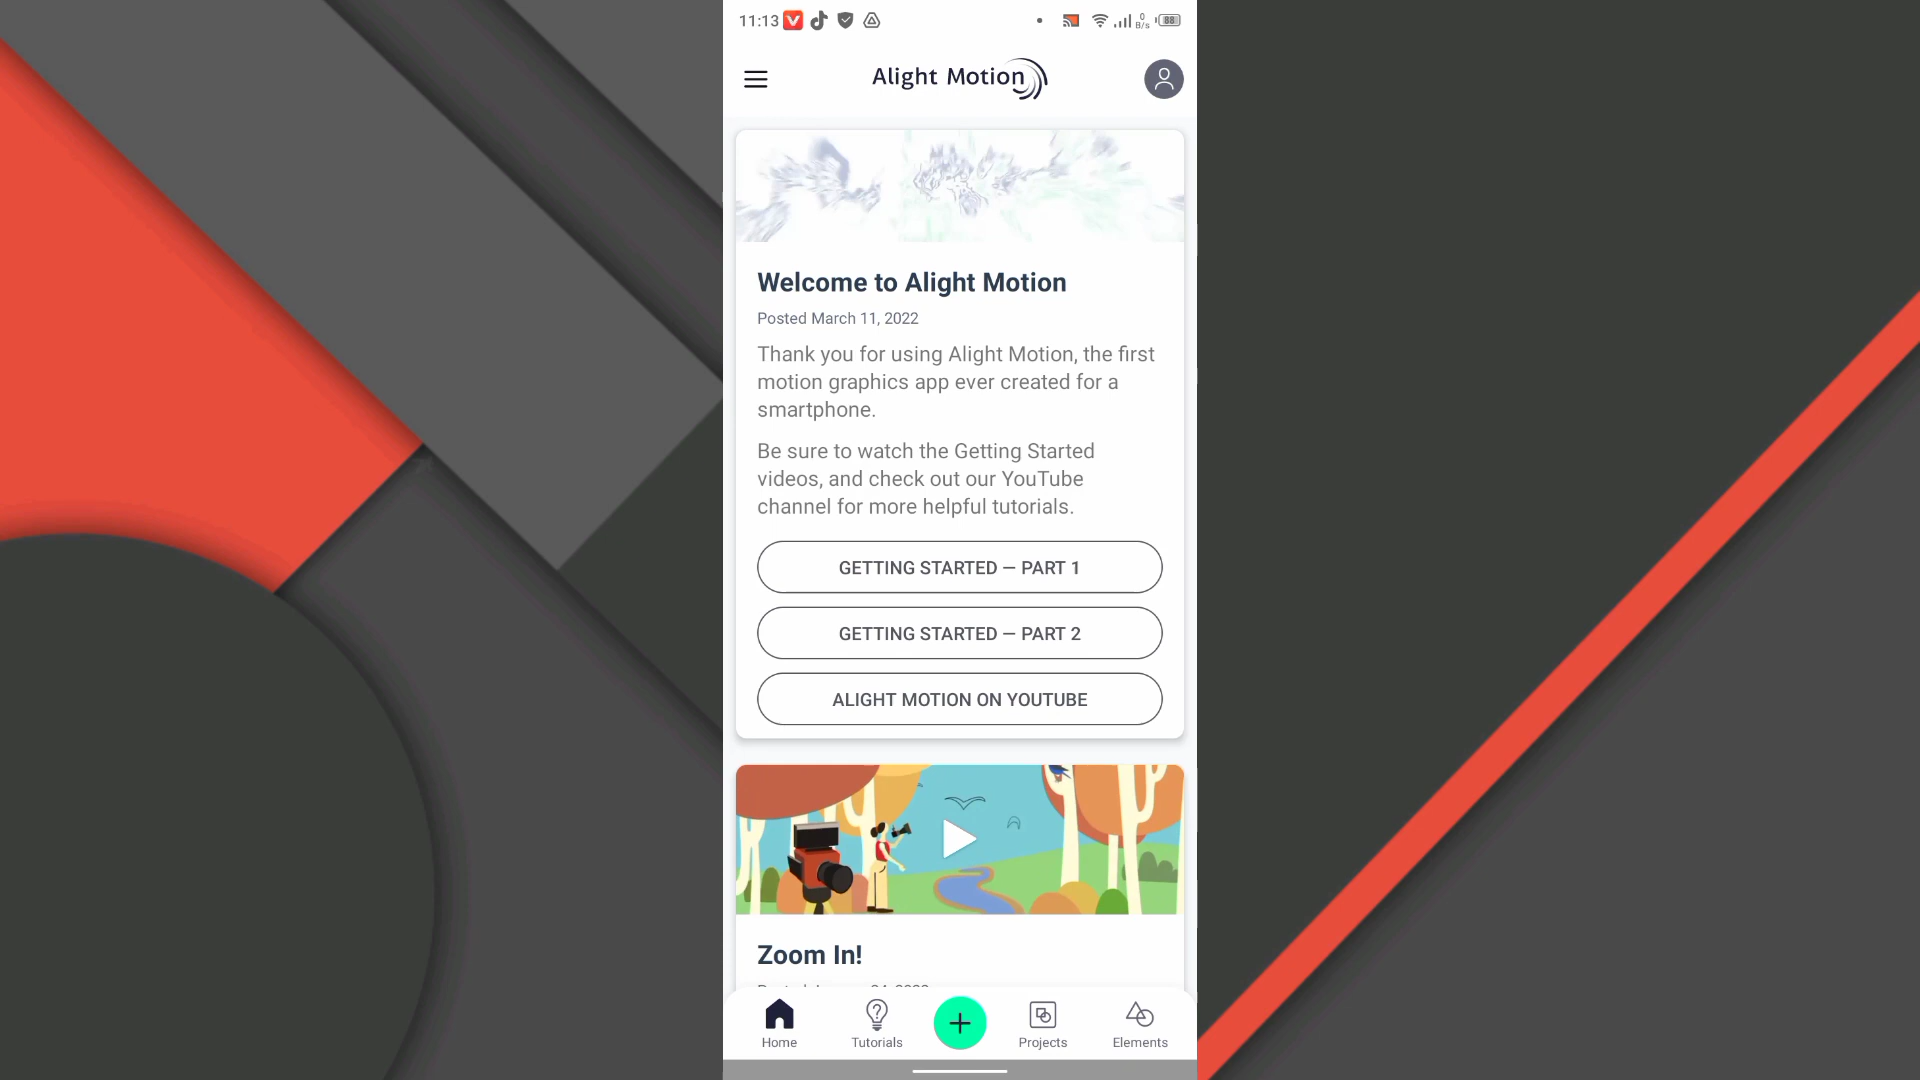 11:13
0
B/s
88
Alight Motion
Welcome to Alight Motion
Posted March 11, 2022
Thank you for using Alight Motion, the first
motion graphics app ever created for a
smartphone.
Be sure to watch the Getting Started
videos, and check out our YouTube
channel for more helpful tutorials.
GETTING STARTED — PART 1
GETTING STARTED — PART 2
ALIGHT MOTION ON YOUTUBE
Zoom In!
Home
Tutorials
Projects
Elements